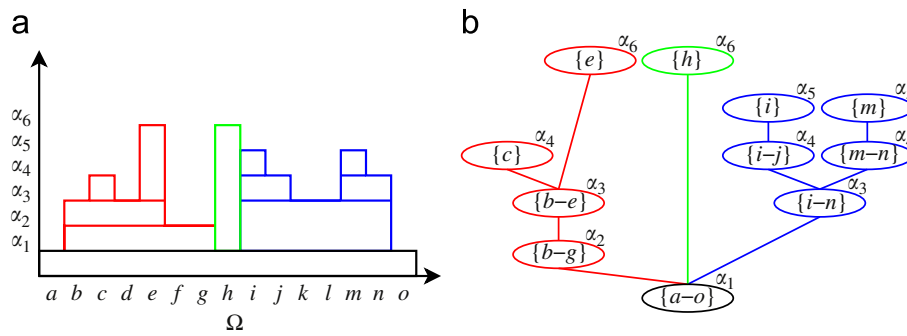 a
α₆
α₅
α₄
α₃
α₂
α₁
a b c d e f g h i j k l m n o
Ω
b
{e} α₆ {h} α₆
{i} α₅ {m} α
{c} α₄ {i−j} α₄ {m−n} α
{b−e} α₃ {i−n} α₃
{b−g} α₂
{a−o} α₁